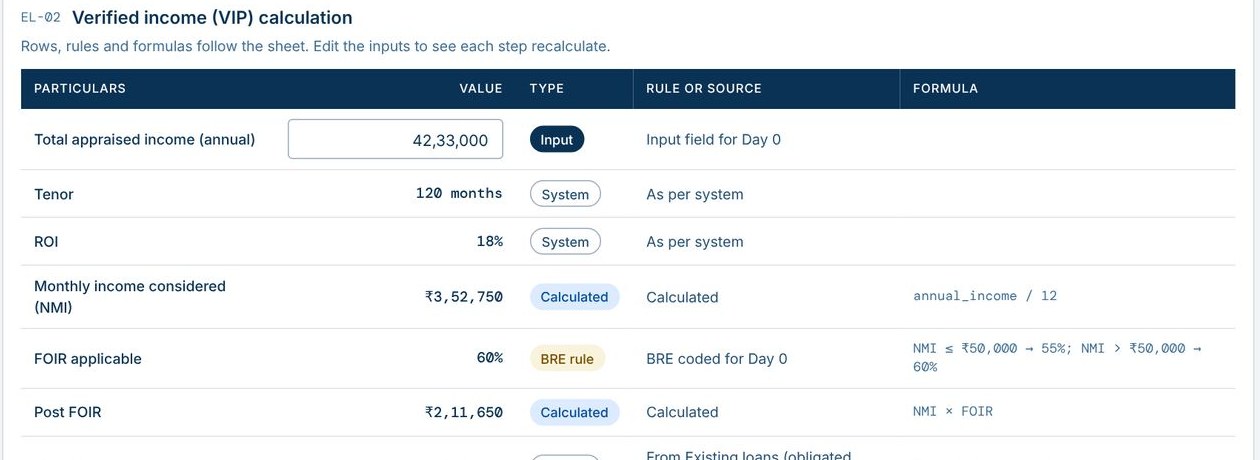 EL-02 Verified income (VIP) calculation
Rows, rules and formulas follow the sheet. Edit the inputs to see each step recalculate.
PARTICULARS VALUE TYPE RULE OR SOURCE FORMULA
Total appraised income (annual) 42,33,000 Input Input field for Day 0
Tenor 120 months System As per system
ROI 18% System As per system
Monthly income considered
(NMI) ₹3,52,750 Calculated Calculated annual_income / 12
FOIR applicable 60% BRE rule BRE coded for Day 0 NMI ≤ ₹50,000 → 55%; NMI > ₹50,000 →
60%
Post FOIR ₹2,11,650 Calculated Calculated NMI × FOIR
From Existing loans (obligated